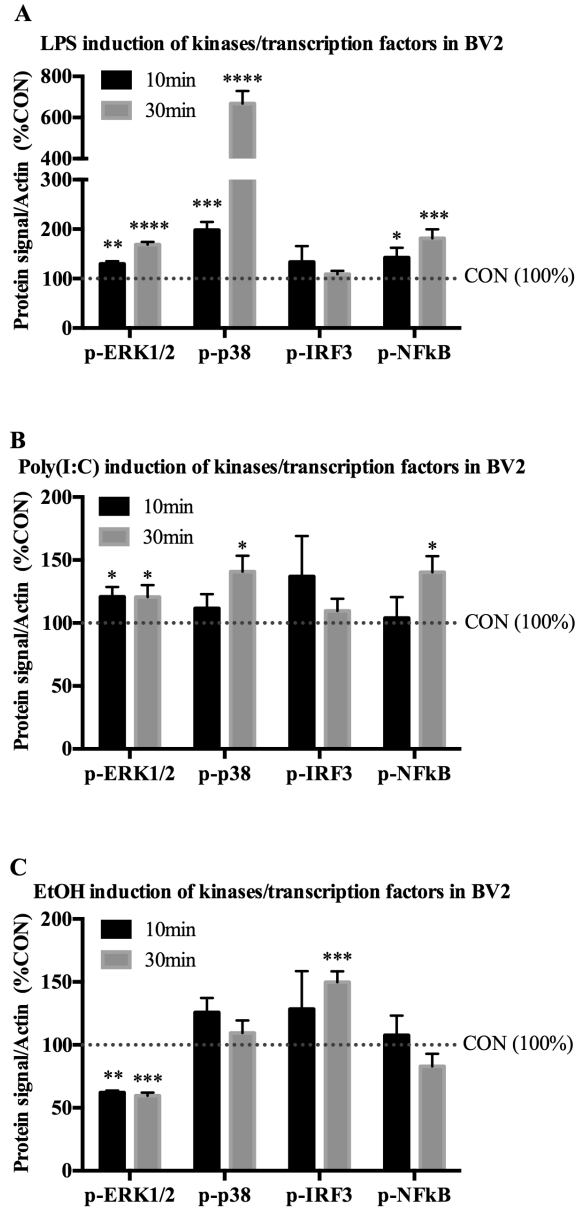 A
LPS induction of kinases/transcription factors in BV2
Protein signal/Actin (%CON)
800
600
400
300
200
100
0
10min
30min
** **** *** **** * ***
CON (100%)
p-ERK1/2 p-p38 p-IRF3 p-NFkB
B
Poly(I:C) induction of kinases/transcription factors in BV2
Protein signal/Actin (%CON)
200
150
100
50
0
10min
30min
* * * *
CON (100%)
p-ERK1/2 p-p38 p-IRF3 p-NFkB
C
EtOH induction of kinases/transcription factors in BV2
Protein signal/Actin (%CON)
200
150
100
50
0
10min
30min
** *** ***
CON (100%)
p-ERK1/2 p-p38 p-IRF3 p-NFkB